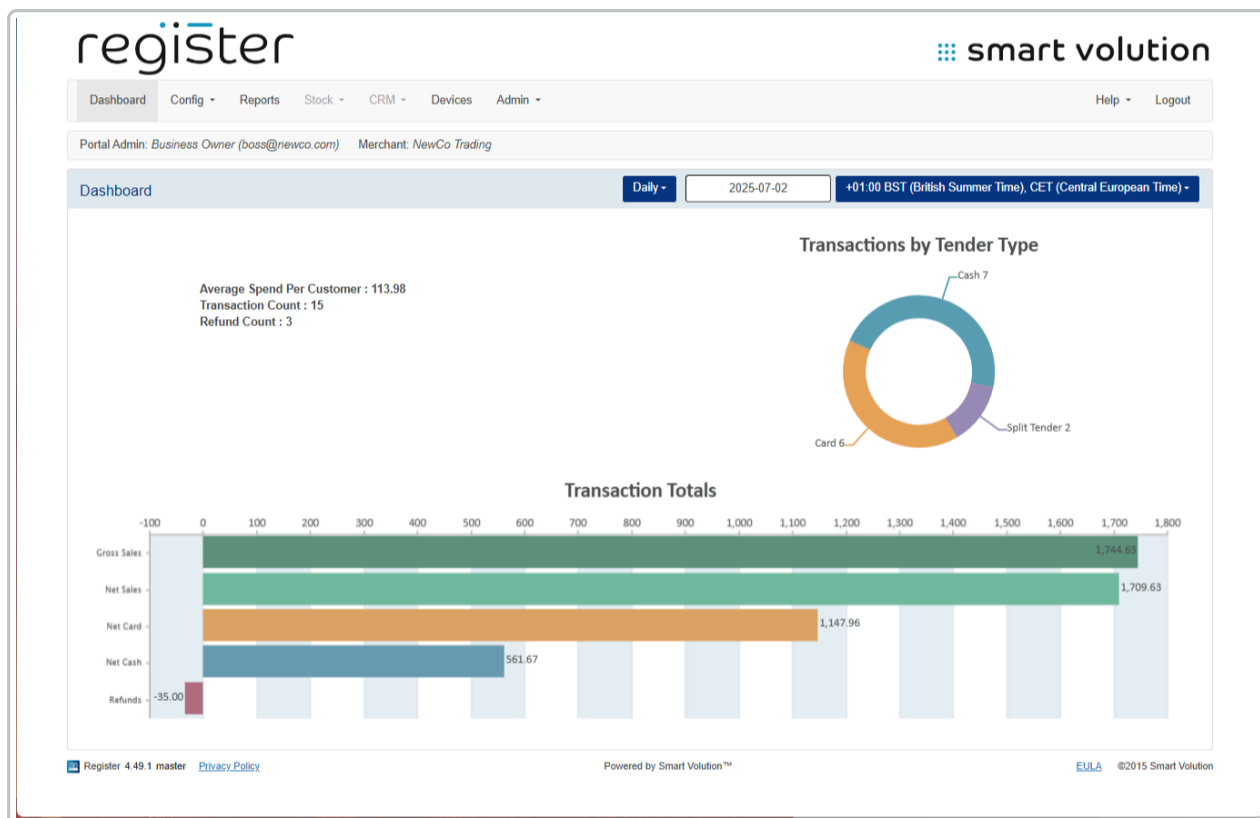 register
smart volution
Dashboard Config Reports Stock CRM Devices Admin Help Logout
Portal Admin: Business Owner (boss@newco.com) Merchant: NewCo Trading
Dashboard Daily 2025-07-02 +01:00 BST (British Summer Time), CET (Central European Time)
Transactions by Tender Type
Cash 7
Average Spend Per Customer : 113.98
Transaction Count : 15
Refund Count : 3
Split Tender 2
Card 6
Transaction Totals
-100 0 100 200 300 400 500 600 700 800 900 1,000 1,100 1,200 1,300 1,400 1,500 1,600 1,700 1,800
Gross Sales 1,744.63
Net Sales 1,709.63
Net Card 1,147.96
Net Cash 561.67
Refunds -35.00
Register 4.49.1 master Privacy Policy Powered by Smart Volution™ EULA ©2015 Smart Volution